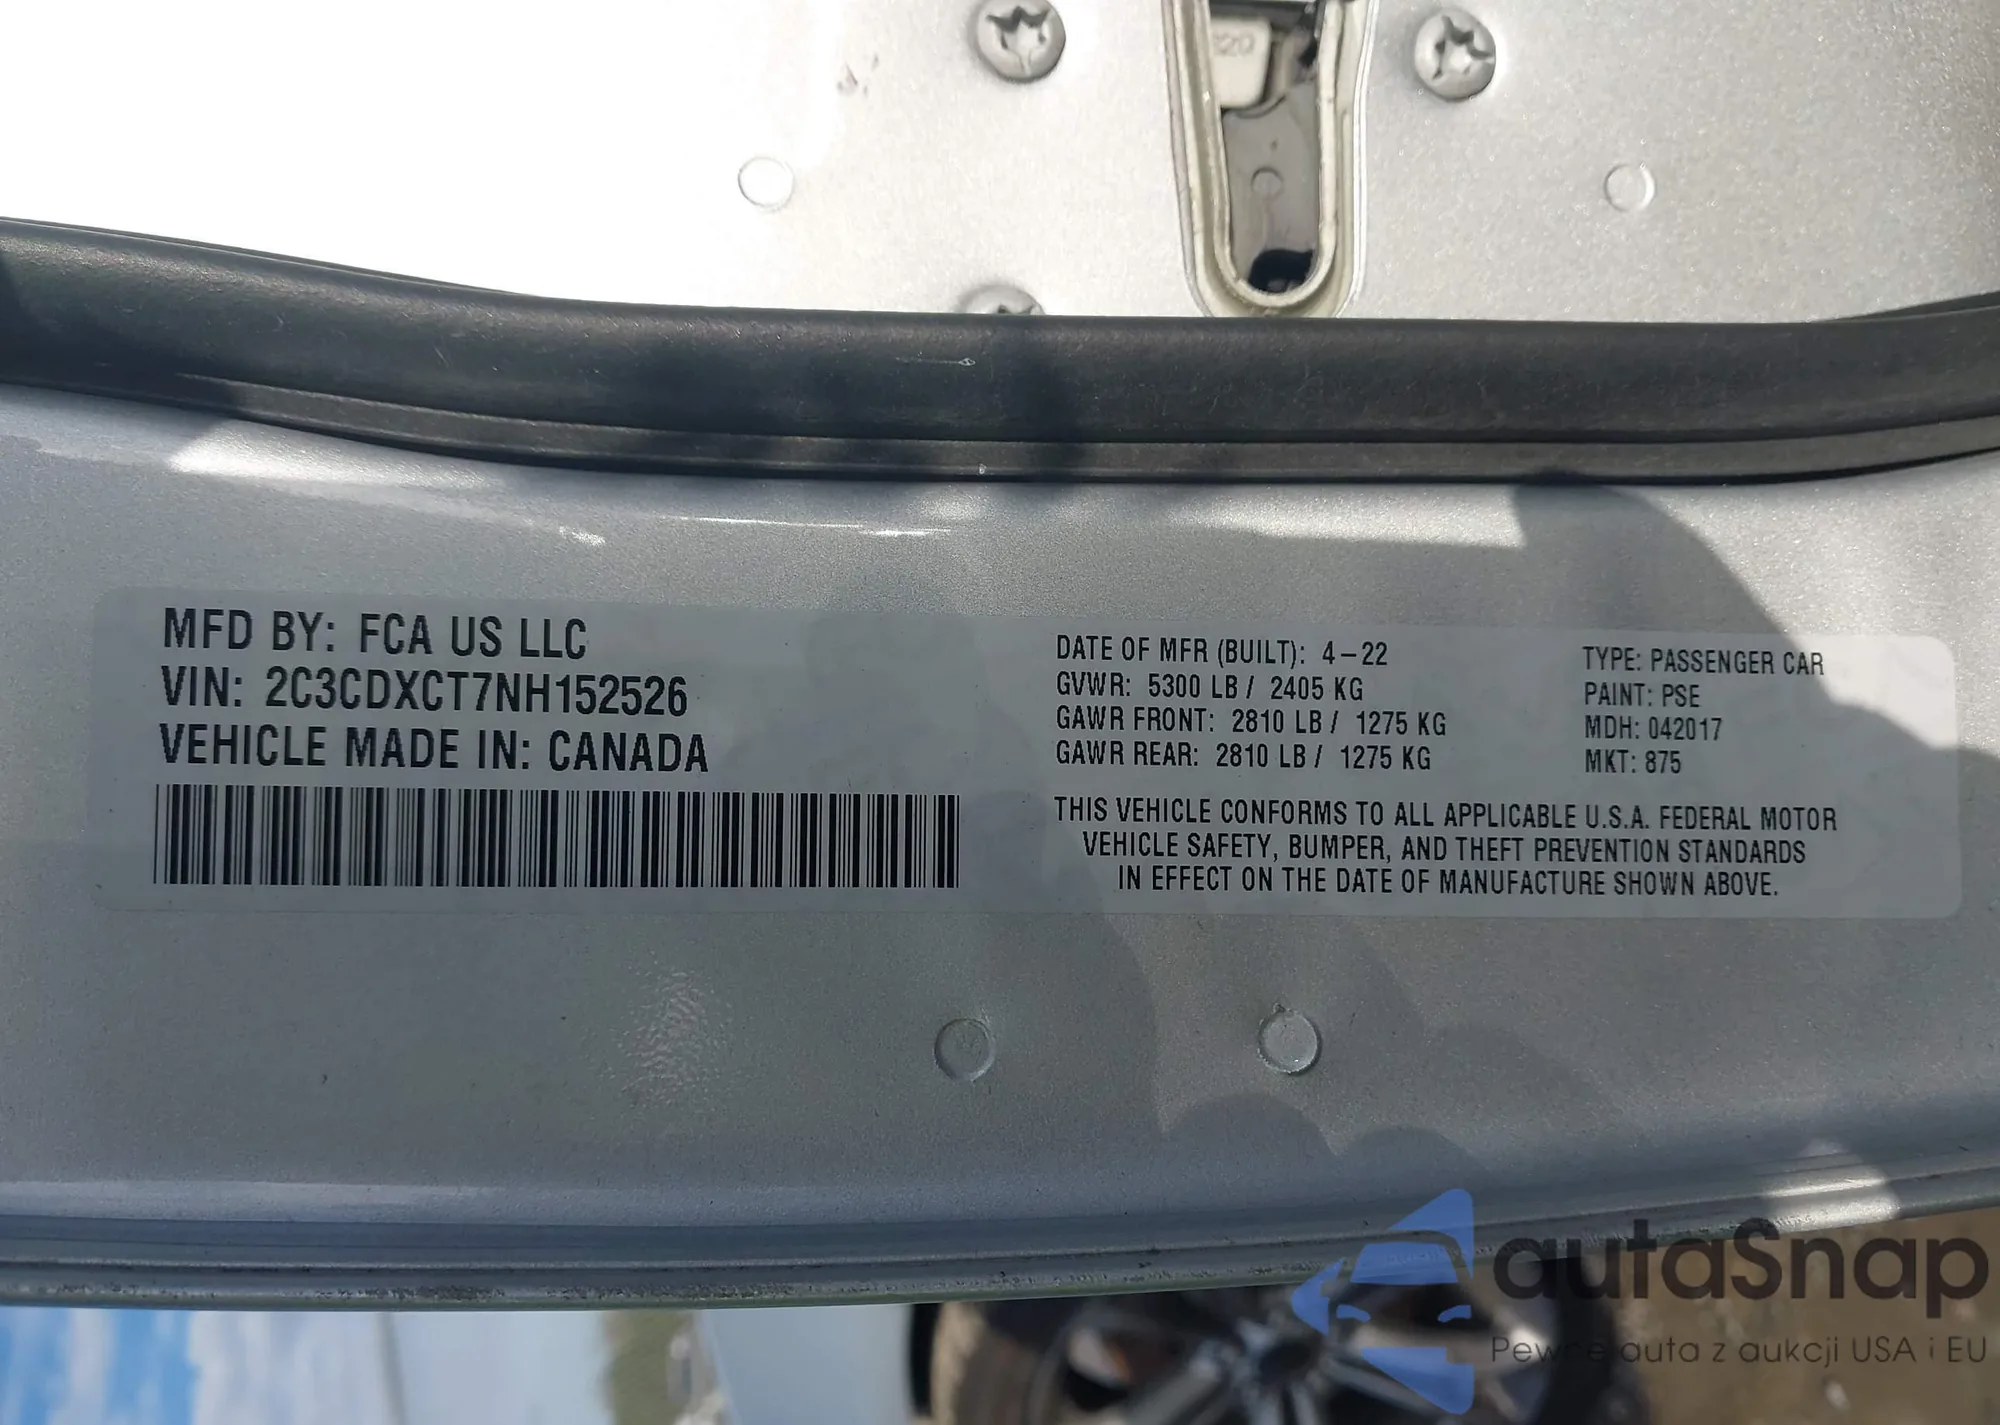 320
MFD BY: FCA US LLC
VIN: 2C3CDXCT7NH152526
VEHICLE MADE IN: CANADA
DATE OF MFR (BUILT): 4-22
GVWR: 5300 LB / 2405 KG
GAWR FRONT: 2810 LB / 1275 KG
GAWR REAR: 2810 LB / 1275 KG
TYPE: PASSENGER CAR
PAINT: PSE
MDH: 042017
MKT: 875
THIS VEHICLE CONFORMS TO ALL APPLICABLE U.S.A. FEDERAL MOTOR
VEHICLE SAFETY, BUMPER, AND THEFT PREVENTION STANDARDS
IN EFFECT ON THE DATE OF MANUFACTURE SHOWN ABOVE.
autaSnap
Pewne auta z aukcji USA i EU